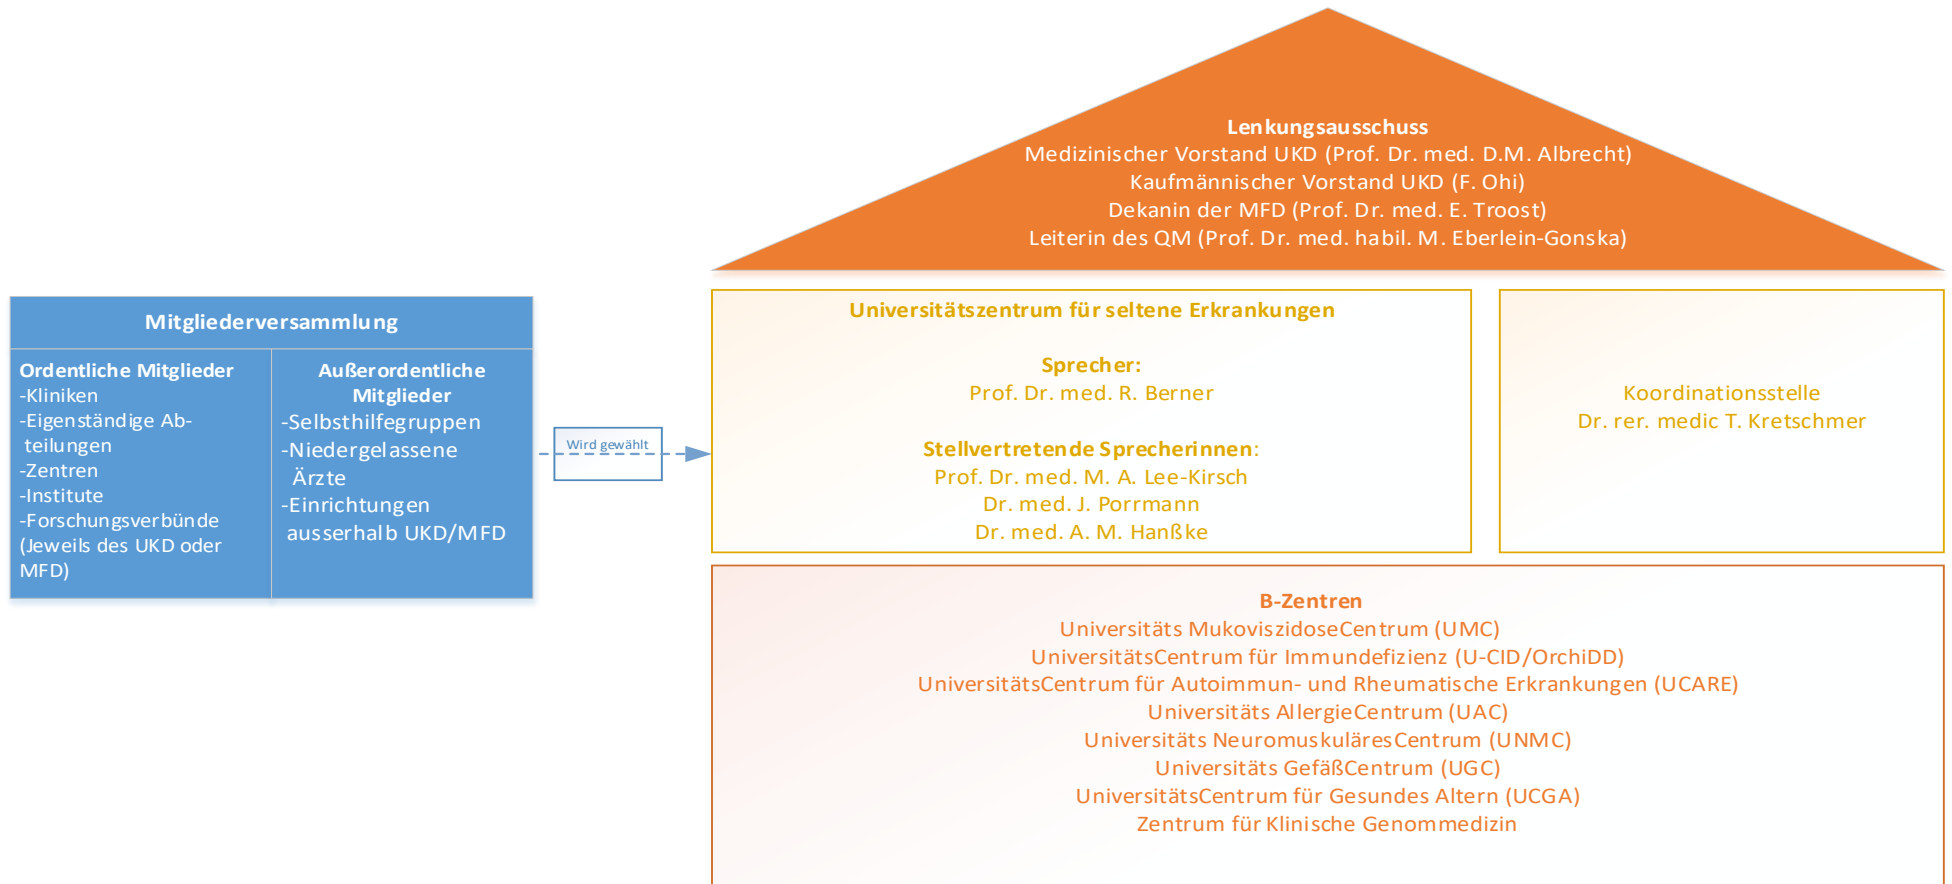 Lenkungsausschuss
Medizinischer Vorstand UKD (Prof. Dr. med. D.M. Albrecht)
Kaufmännischer Vorstand UKD (F. Ohi)
Dekanin der MFD (Prof. Dr. med. E. Troost)
Leiterin des QM (Prof. Dr. med. habil. M. Eberlein-Gonska)
Mitgliederversammlung
Ordentliche Mitglieder
-Kliniken
-Eigenständige Ab-
teilungen
-Zentren
-Institute
-Forschungsverbünde
(Jeweils des UKD oder
MFD)
Außerordentliche
Mitglieder
-Selbsthilfegruppen
-Niedergelassene
Ärzte
-Einrichtungen
ausserhalb UKD/MFD
Wird gewählt
Universitätszentrum für seltene Erkrankungen
Sprecher:
Prof. Dr. med. R. Berner
Stellvertretende Sprecherinnen:
Prof. Dr. med. M. A. Lee-Kirsch
Dr. med. J. Porrmann
Dr. med. A. M. Hanßke
Koordinationsstelle
Dr. rer. medic T. Kretschmer
B-Zentren
Universitäts MukoviszidoseCentrum (UMC)
UniversitätsCentrum für Immundefizienz (U-CID/OrchiDD)
UniversitätsCentrum für Autoimmun- und Rheumatische Erkrankungen (UCARE)
Universitäts AllergieCentrum (UAC)
Universitäts NeuromuskuläresCentrum (UNMC)
Universitäts GefäßCentrum (UGC)
UniversitätsCentrum für Gesundes Altern (UCGA)
Zentrum für Klinische Genommedizin